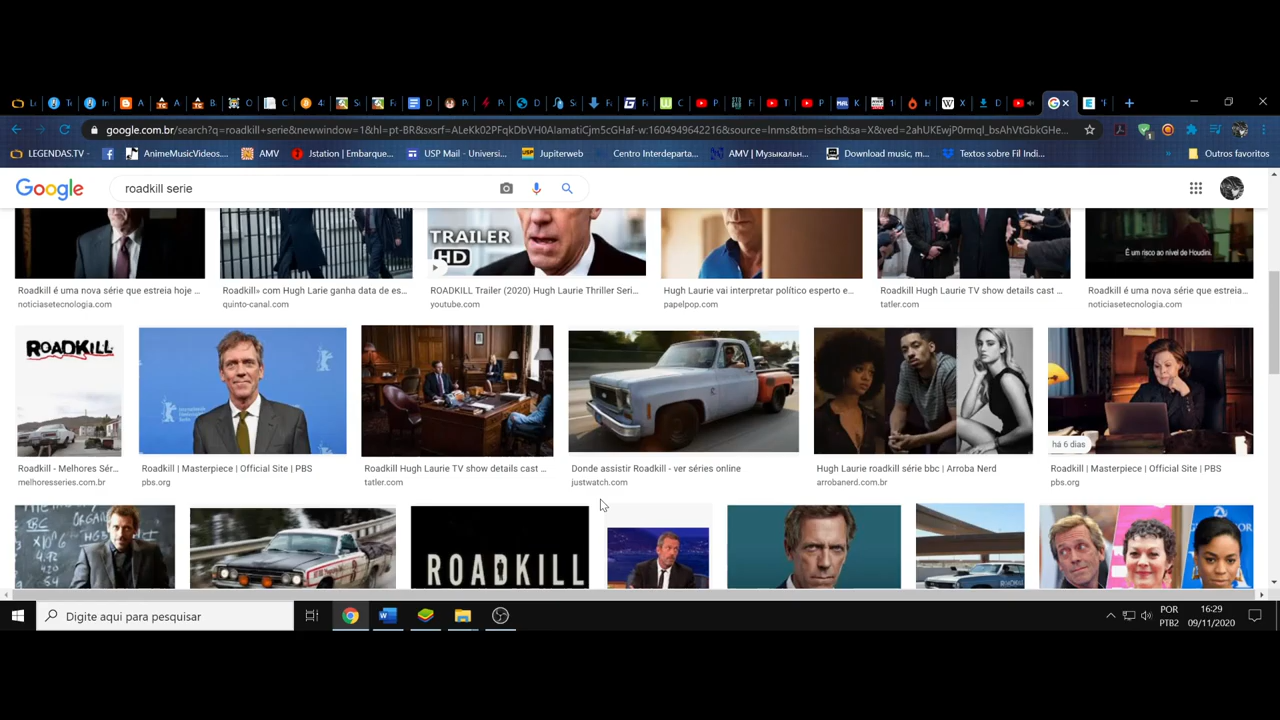 google.com.br/search?q=roadkill+serie&newwindow=1&hl=pt-BR&sxsrf=ALeKk02PFqkDbVH0AlamatiCjm5cGHaf-w:1604949642216&source=lnms&tbm=isch&sa=X&ved=2ahUKEwjP0rmql_bsAhVtGbkGHe...
LEGENDAS.TV
AnimeMusicVideos...
AMV
Jstation | Embarque...
USP Mail - Universi...
Jupiterweb
Centro Interdeparta...
AMV | Музыкальн...
Download music, m...
Textos sobre Fil Indi...
»
Outros favoritos
Google
roadkill serie
TRAILER
HD
É um risco ao nível de Houdini.
Roadkill é uma nova série que estreia hoje ...
noticiasetecnologia.com
Roadkill» com Hugh Larie ganha data de es...
quinto-canal.com
ROADKILL Trailer (2020) Hugh Laurie Thriller Seri...
youtube.com
Hugh Laurie vai interpretar político esperto e...
papelpop.com
Roadkill Hugh Laurie TV show details cast ...
tatler.com
Roadkill é uma nova série que estreia...
noticiasetecnologia.com
ROADKILL
há 6 dias
Roadkill - Melhores Sér...
melhoresseries.com.br
Roadkill | Masterpiece | Official Site | PBS
pbs.org
Roadkill Hugh Laurie TV show details cast ...
tatler.com
Donde assistir Roadkill - ver séries online
justwatch.com
Hugh Laurie roadkill série bbc | Arroba Nerd
arrobanerd.com.br
Roadkill | Masterpiece | Official Site | PBS
pbs.org
ROADKILL
Digite aqui para pesquisar
POR
PTB2
16:29
09/11/2020